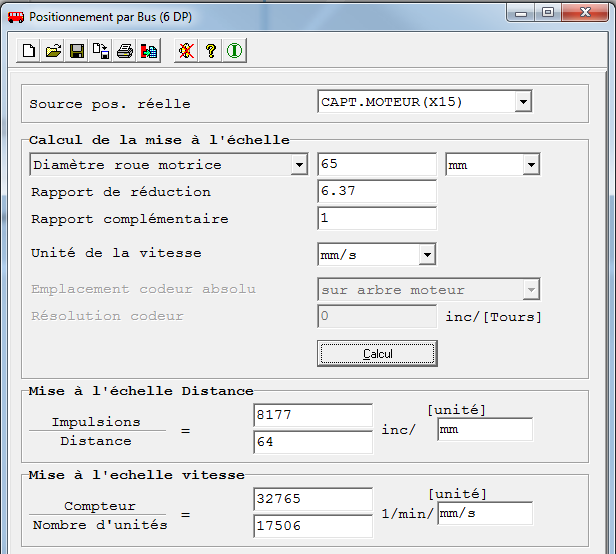 Positionnement par Bus (6 DP)
Source pos. réelle CAPT.MOTEUR(X15)
Calcul de la mise à l'échelle
Diamètre roue motrice 65 mm
Rapport de réduction 6.37
Rapport complémentaire 1
Unité de la vitesse mm/s
Emplacement codeur absolu sur arbre moteur
Résolution codeur 0 inc/[Tours]
Calcul
Mise à l'échelle Distance
Impulsions 8177 [unité]
= inc/ mm
Distance 64
Mise à l'echelle vitesse
Compteur 32765 [unité]
= 1/min/ mm/s
Nombre d'unités 17506